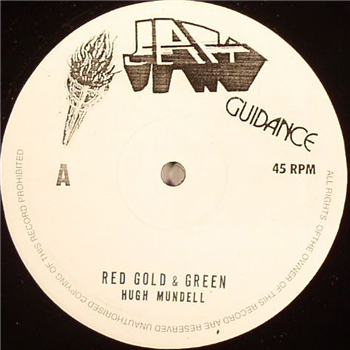 JAH
GUIDANCE
A
45 RPM
RED GOLD & GREEN
HUGH MUNDELL
ALL RIGHTS OF THE OWNER OF THIS RECORD ARE RESERVED UNAUTHORISED COPYING OF THIS RECORD PROHIBITED